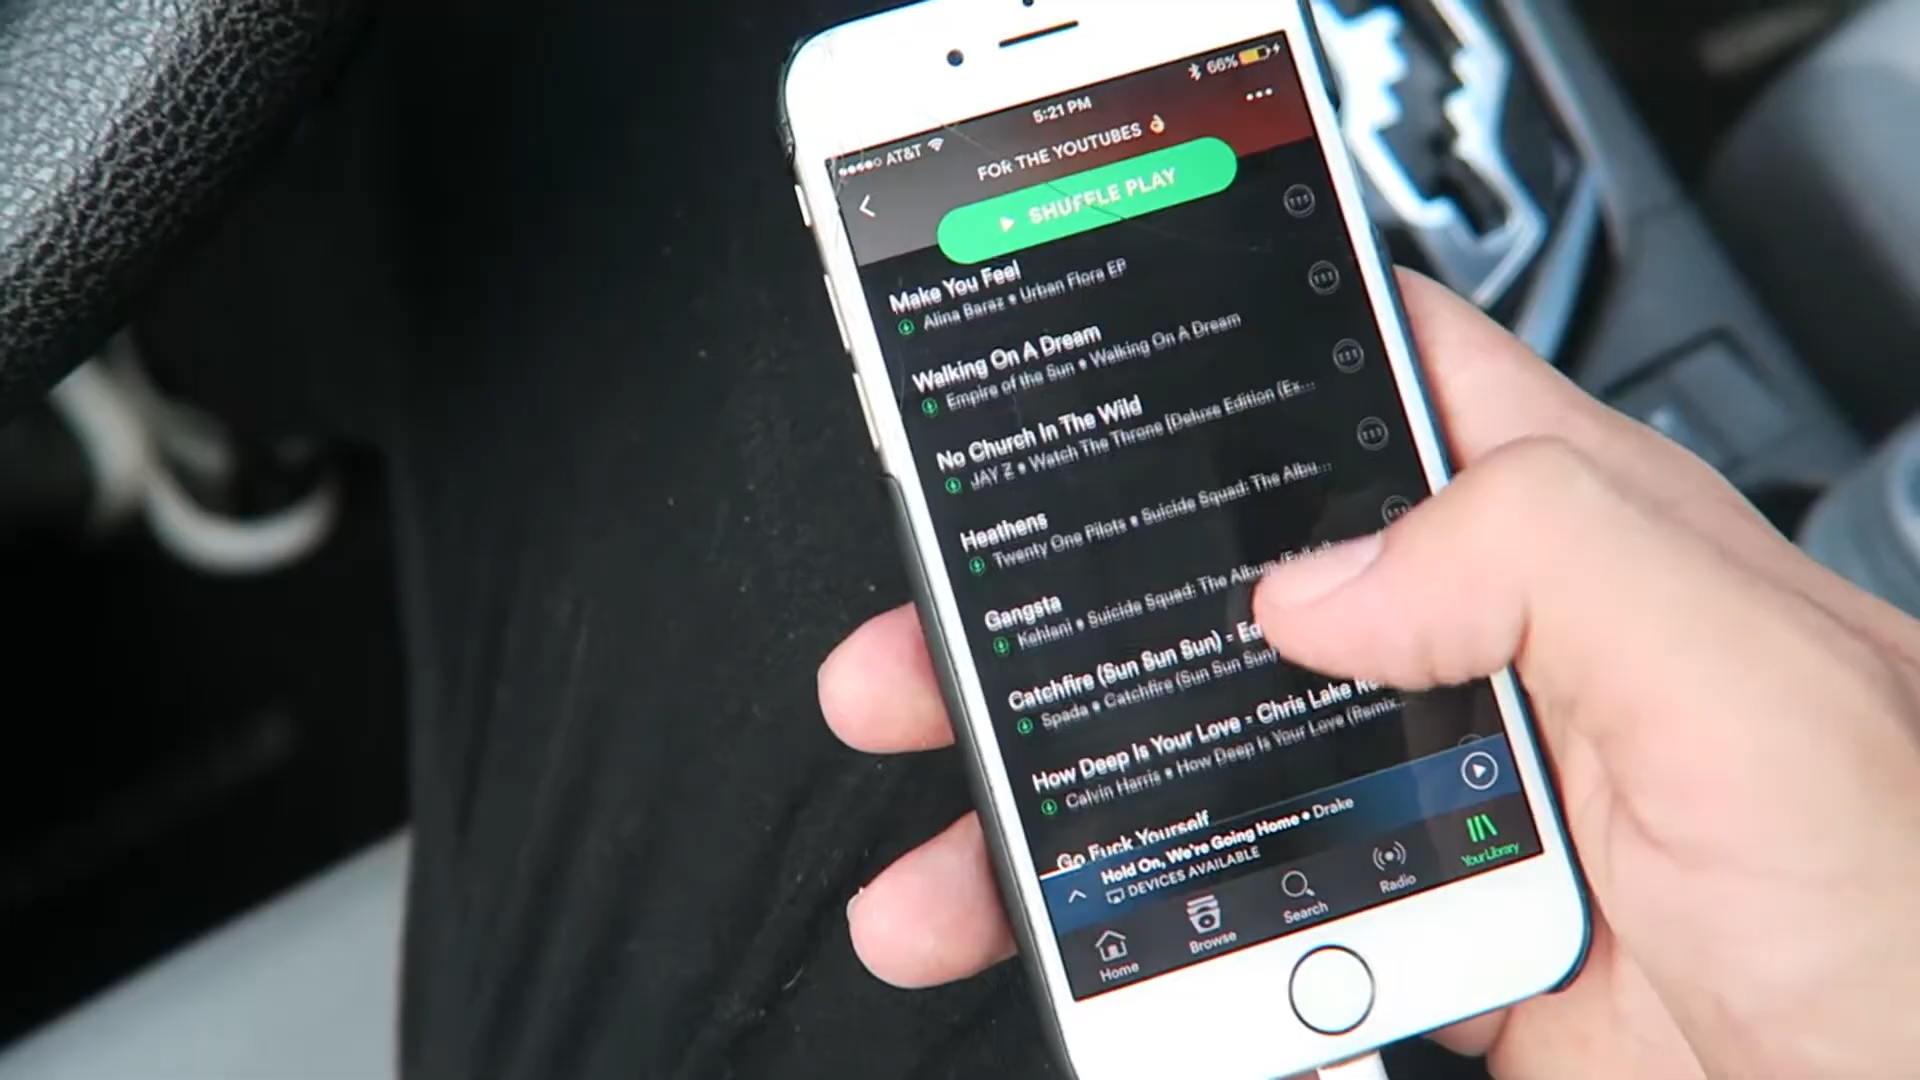 66%
5:21 PM
AT&T
FOR THE YOUTUBES 👌
SHUFFLE PLAY
Make You Feel
Alina Baraz • Urban Flora EP
Walking On A Dream
Empire of the Sun • Walking On A Dream
No Church In The Wild
JAY Z • Watch The Throne [Deluxe Edition (Ex...
Heathens
Twenty One Pilots • Suicide Squad: The Albu...
Gangsta
Kehlani • Suicide Squad: The Album
Catchfire (Sun Sun Sun) -
Spada • Catchfire (Sun Sun Sun)
How Deep Is Your Love - Chris Lake
Calvin Harris • How Deep Is Your Love (Remix...
Go Fuck Yourself
Hold On, We're Going Home • Drake
DEVICES AVAILABLE
Home
Browse
Search
Radio
Your Library